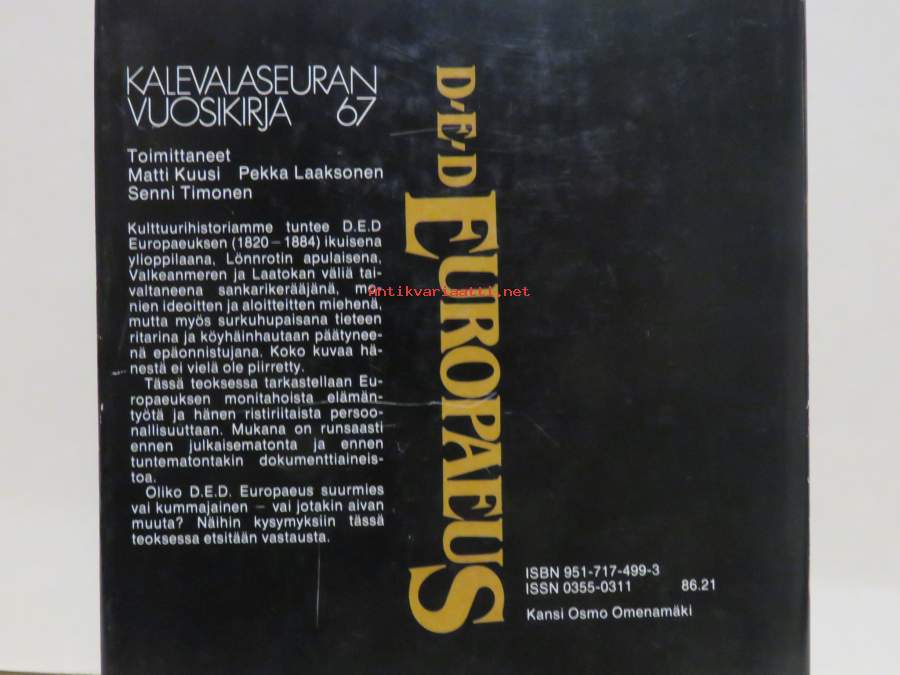 KALEVALASEURAN
VUOSIKIRJA 67
Toimittaneet
Matti Kuusi Pekka Laaksonen
Senni Timonen
Kulttuurihistoriamme tuntee D.E.D
Europaeuksen (1820 – 1884) ikuisena
ylioppilaana, Lönnrotin apulaisena,
Valkeanmeren ja Laatokan väliä tai-
valtaneena sankarikerääjänä, mo-
nien ideoitten ja aloitteitten miehenä,
mutta myös surkuhupaisana tieteen
ritarina ja köyhäinhautaan päätynee-
nä epäonnistujana. Koko kuvaa hä-
nestä ei vielä ole piirretty.
Tässä teoksessa tarkastellaan Eu-
ropaeuksen monitahoista elämän-
työtä ja hänen ristiriitaista persoo-
nallisuuttaan. Mukana on runsaasti
ennen julkaisematonta ja ennen
tuntematontakin dokumenttiaineis-
toa.
Oliko D.E.D. Europaeus suurmies
vai kummajainen – vai jotakin aivan
muuta? Näihin kysymyksiin tässä
teoksessa etsitään vastausta.
D·E·D EUROPAEUS
Antikvariaatti.net
ISBN 951-717-499-3
ISSN 0355-0311 86.21
Kansi Osmo Omenamäki